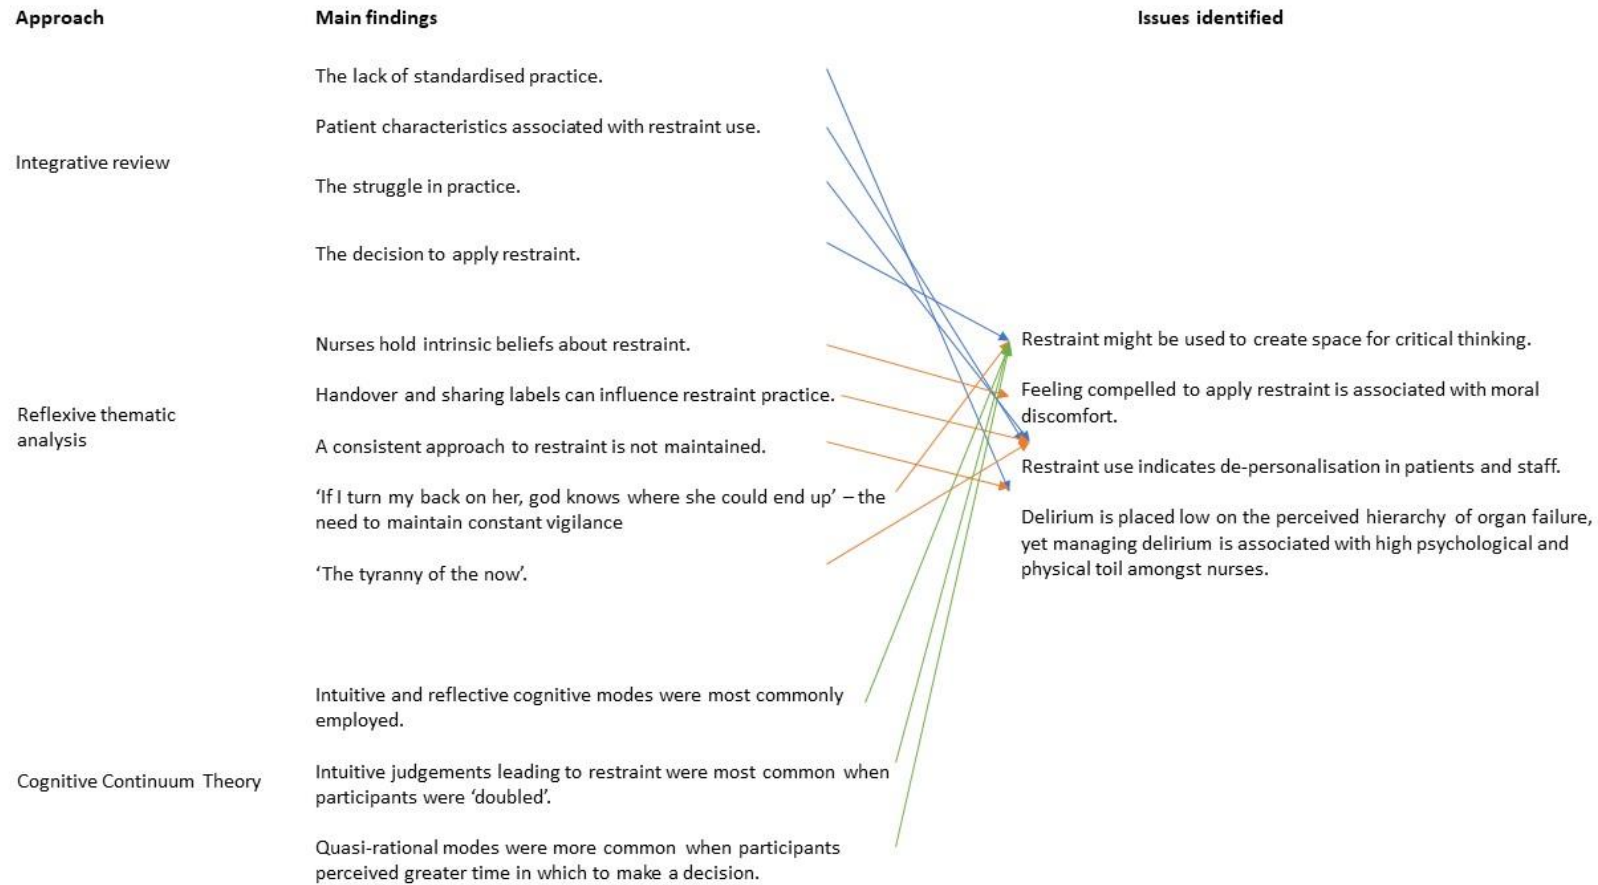 Approach
Main findings
Issues identified
Integrative review
The lack of standardised practice.
Patient characteristics associated with restraint use.
The struggle in practice.
The decision to apply restraint.
Reflexive thematic
analysis
Nurses hold intrinsic beliefs about restraint.
Handover and sharing labels can influence restraint practice.
A consistent approach to restraint is not maintained.
‘If I turn my back on her, god knows where she could end up’ – the
need to maintain constant vigilance
‘The tyranny of the now’.
Cognitive Continuum Theory
Intuitive and reflective cognitive modes were most commonly
employed.
Intuitive judgements leading to restraint were most common when
participants were ‘doubled’.
Quasi-rational modes were more common when participants
perceived greater time in which to make a decision.
Restraint might be used to create space for critical thinking.
Feeling compelled to apply restraint is associated with moral
discomfort.
Restraint use indicates de-personalisation in patients and staff.
Delirium is placed low on the perceived hierarchy of organ failure,
yet managing delirium is associated with high psychological and
physical toil amongst nurses.